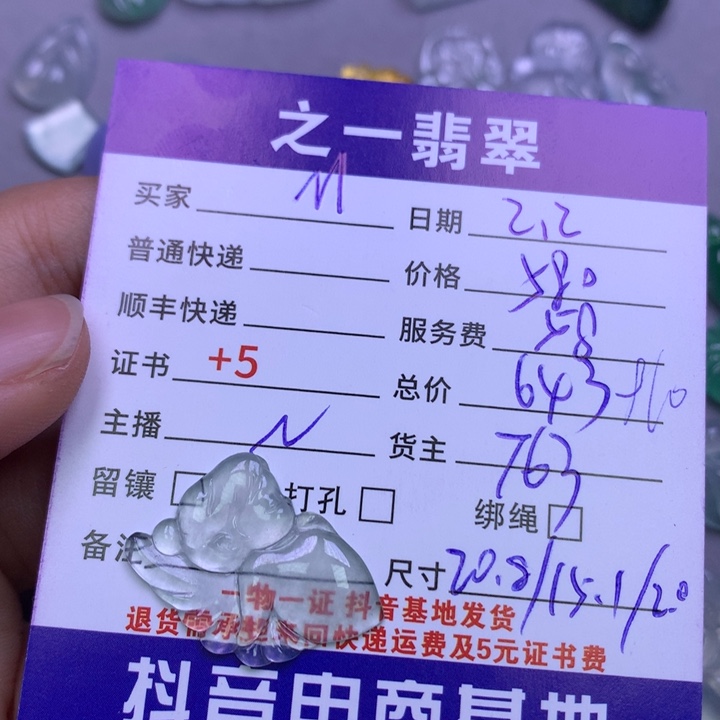 之一翡翠
买家 M 日期 2.2
普通快递 价格 580
顺丰快递 服务费 58
证书 +5 总价 643
主播 N 货主 763
留镶 打孔 绑绳
备注 尺寸 20.8/15.1/20
一物一证 抖音基地发货
退货需承担来回快递运费及5元证书费
抖音电商基地